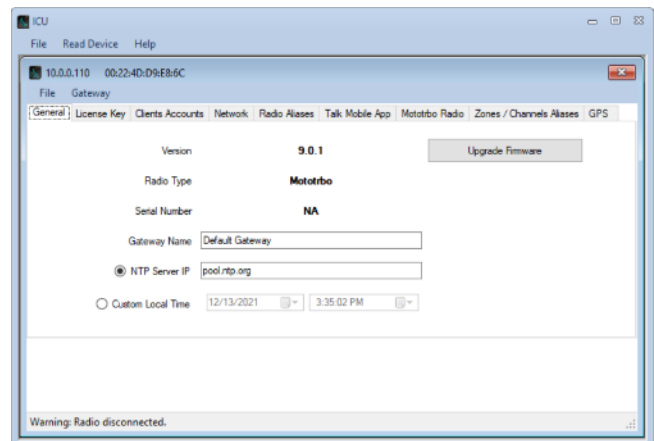 ICU
File Read Device Help
10.0.0.110 00:22:4D:D9:E8:6C
File Gateway
General License Key Clients Accounts Network Radio Aliases Talk Mobile App Mototrbo Radio Zones / Channels Aliases GPS
Version 9.0.1 Upgrade Firmware
Radio Type Mototrbo
Serial Number NA
Gateway Name Default Gateway
NTP Server IP pool.ntp.org
Custom Local Time 12/13/2021 3:35:02 PM
Warning: Radio disconnected.